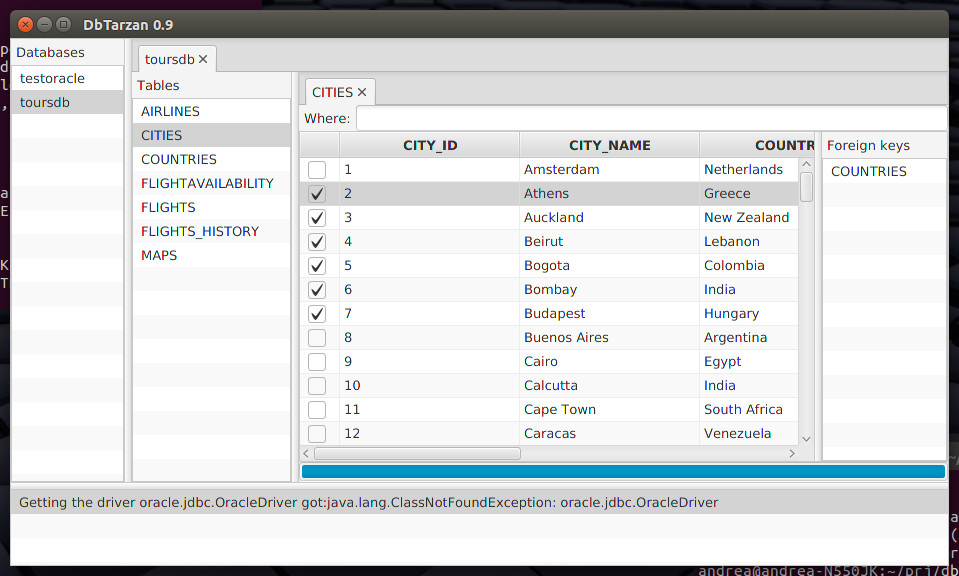 DbTarzan 0.9
Databases
testoracle
toursdb
toursdb
Tables
AIRLINES
CITIES
COUNTRIES
FLIGHTAVAILABILITY
FLIGHTS
FLIGHTS_HISTORY
MAPS
CITIES
Where:
CITY_ID CITY_NAME COUNTR
1 Amsterdam Netherlands
2 Athens Greece
3 Auckland New Zealand
4 Beirut Lebanon
5 Bogota Colombia
6 Bombay India
7 Budapest Hungary
8 Buenos Aires Argentina
9 Cairo Egypt
10 Calcutta India
11 Cape Town South Africa
12 Caracas Venezuela
Foreign keys
COUNTRIES
Getting the driver oracle.jdbc.OracleDriver got:java.lang.ClassNotFoundException: oracle.jdbc.OracleDriver
andrea@andrea-N550JK:~/prj/db